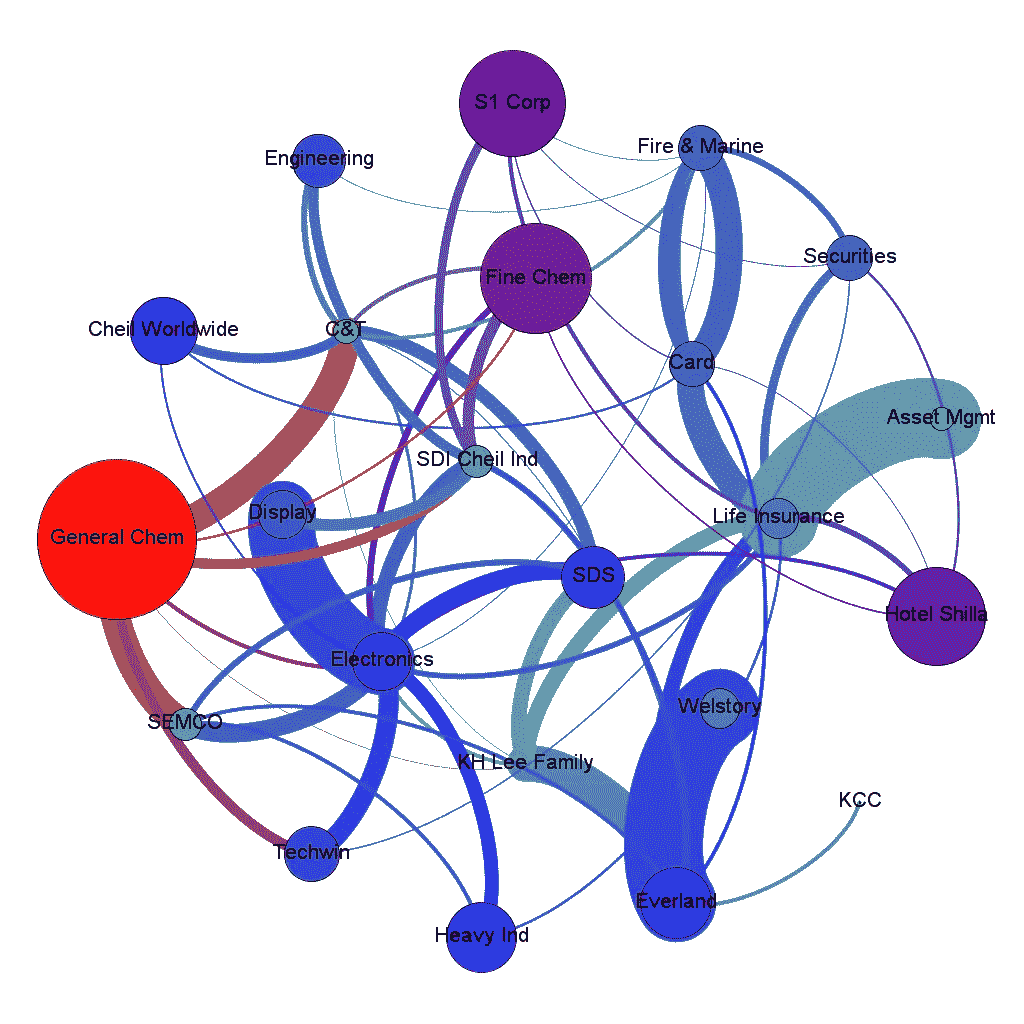 S1 Corp
Fire & Marine
Engineering
Securities
Fine Chem
Cheil Worldwide
C&T
Card
Asset Mgmt
SDI Cheil Ind
Display
Life Insurance
General Chem
SDS
Hotel Shilla
Electronics
Welstory
SEMCO
KH Lee Family
KCC
Techwin
Everland
Heavy Ind